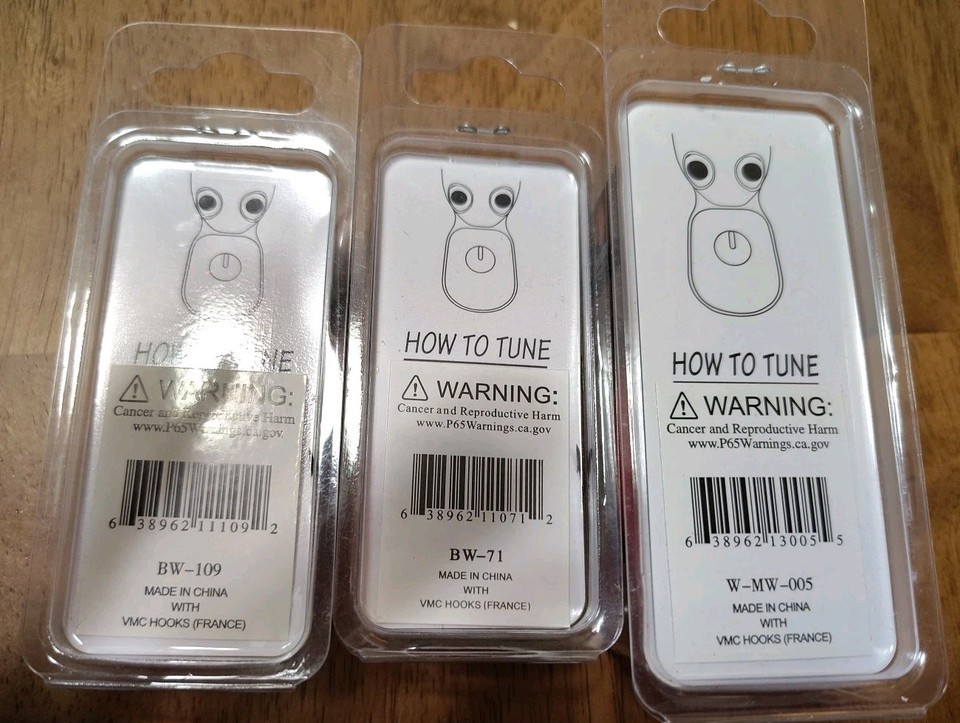 HOW TO TUNE
WARNING:
Cancer and Reproductive Harm
www.P65Warnings.ca.gov
6 38962 11109 2
BW-109
MADE IN CHINA
WITH
VMC HOOKS (FRANCE)
HOW TO TUNE
WARNING:
Cancer and Reproductive Harm
www.P65Warnings.ca.gov
6 38962 11071 2
BW-71
MADE IN CHINA
WITH
VMC HOOKS (FRANCE)
HOW TO TUNE
WARNING:
Cancer and Reproductive Harm
www.P65Warnings.ca.gov
6 38962 13005 5
W-MW-005
MADE IN CHINA
WITH
VMC HOOKS (FRANCE)